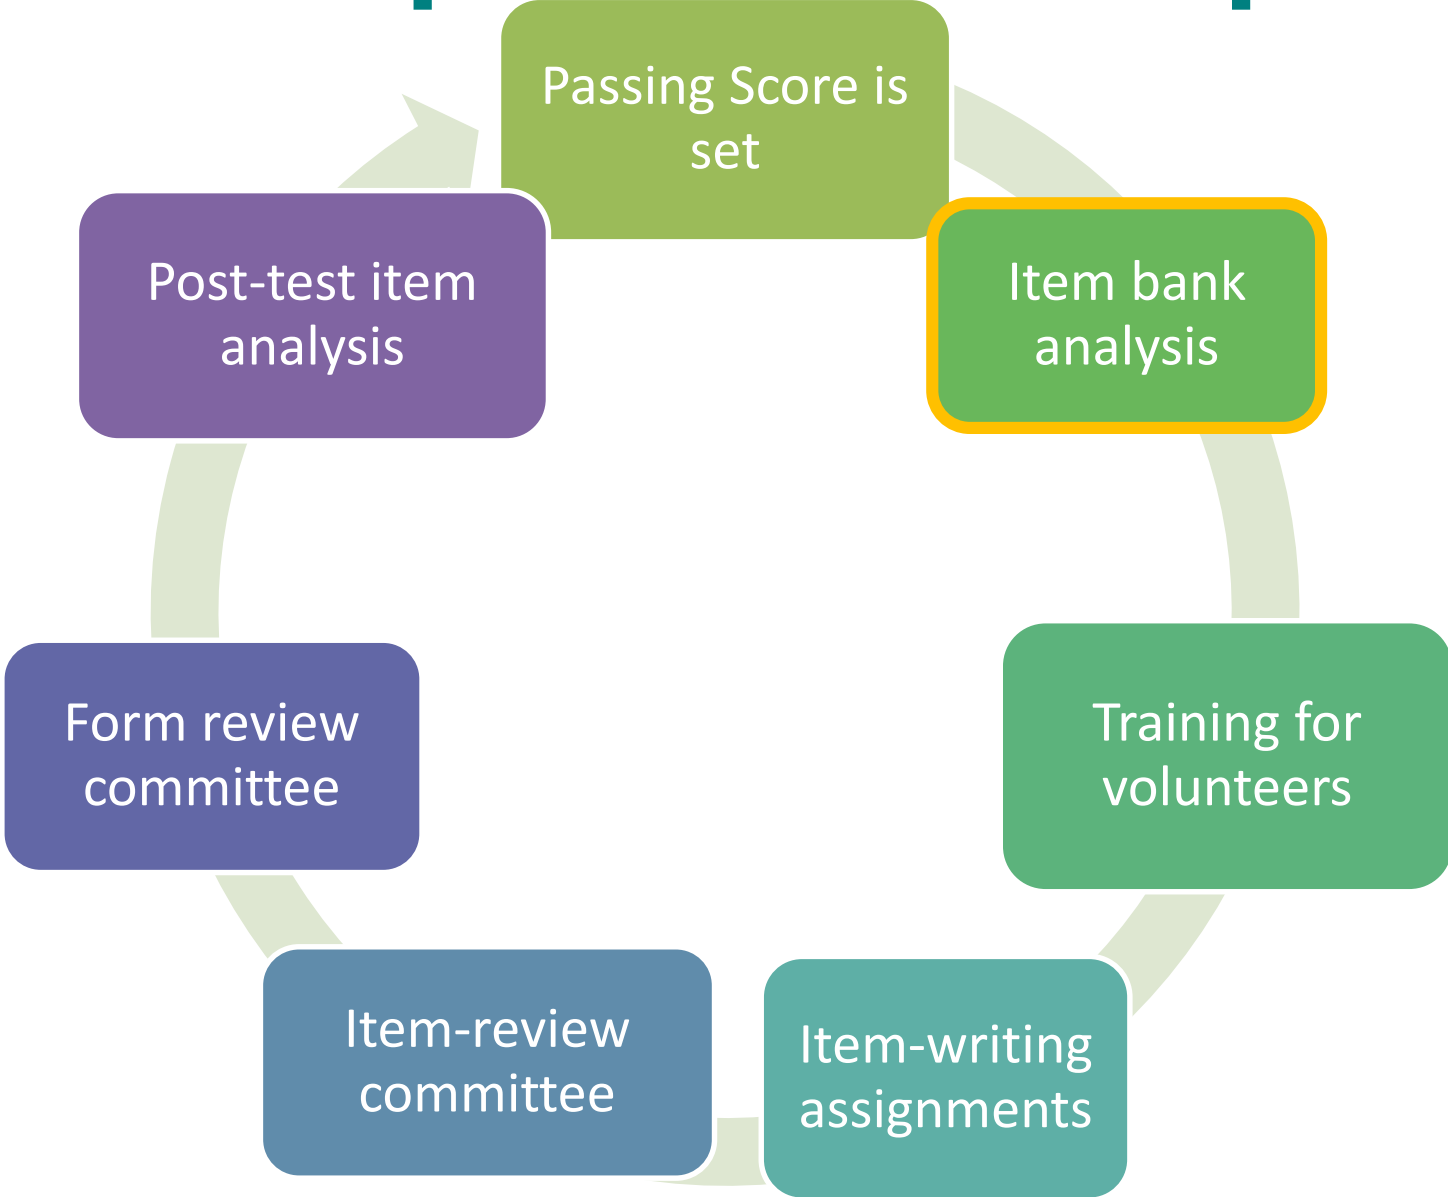 Passing Score is
set
Item bank
analysis
Training for
volunteers
Item-writing
assignments
Item-review
committee
Form review
committee
Post-test item
analysis